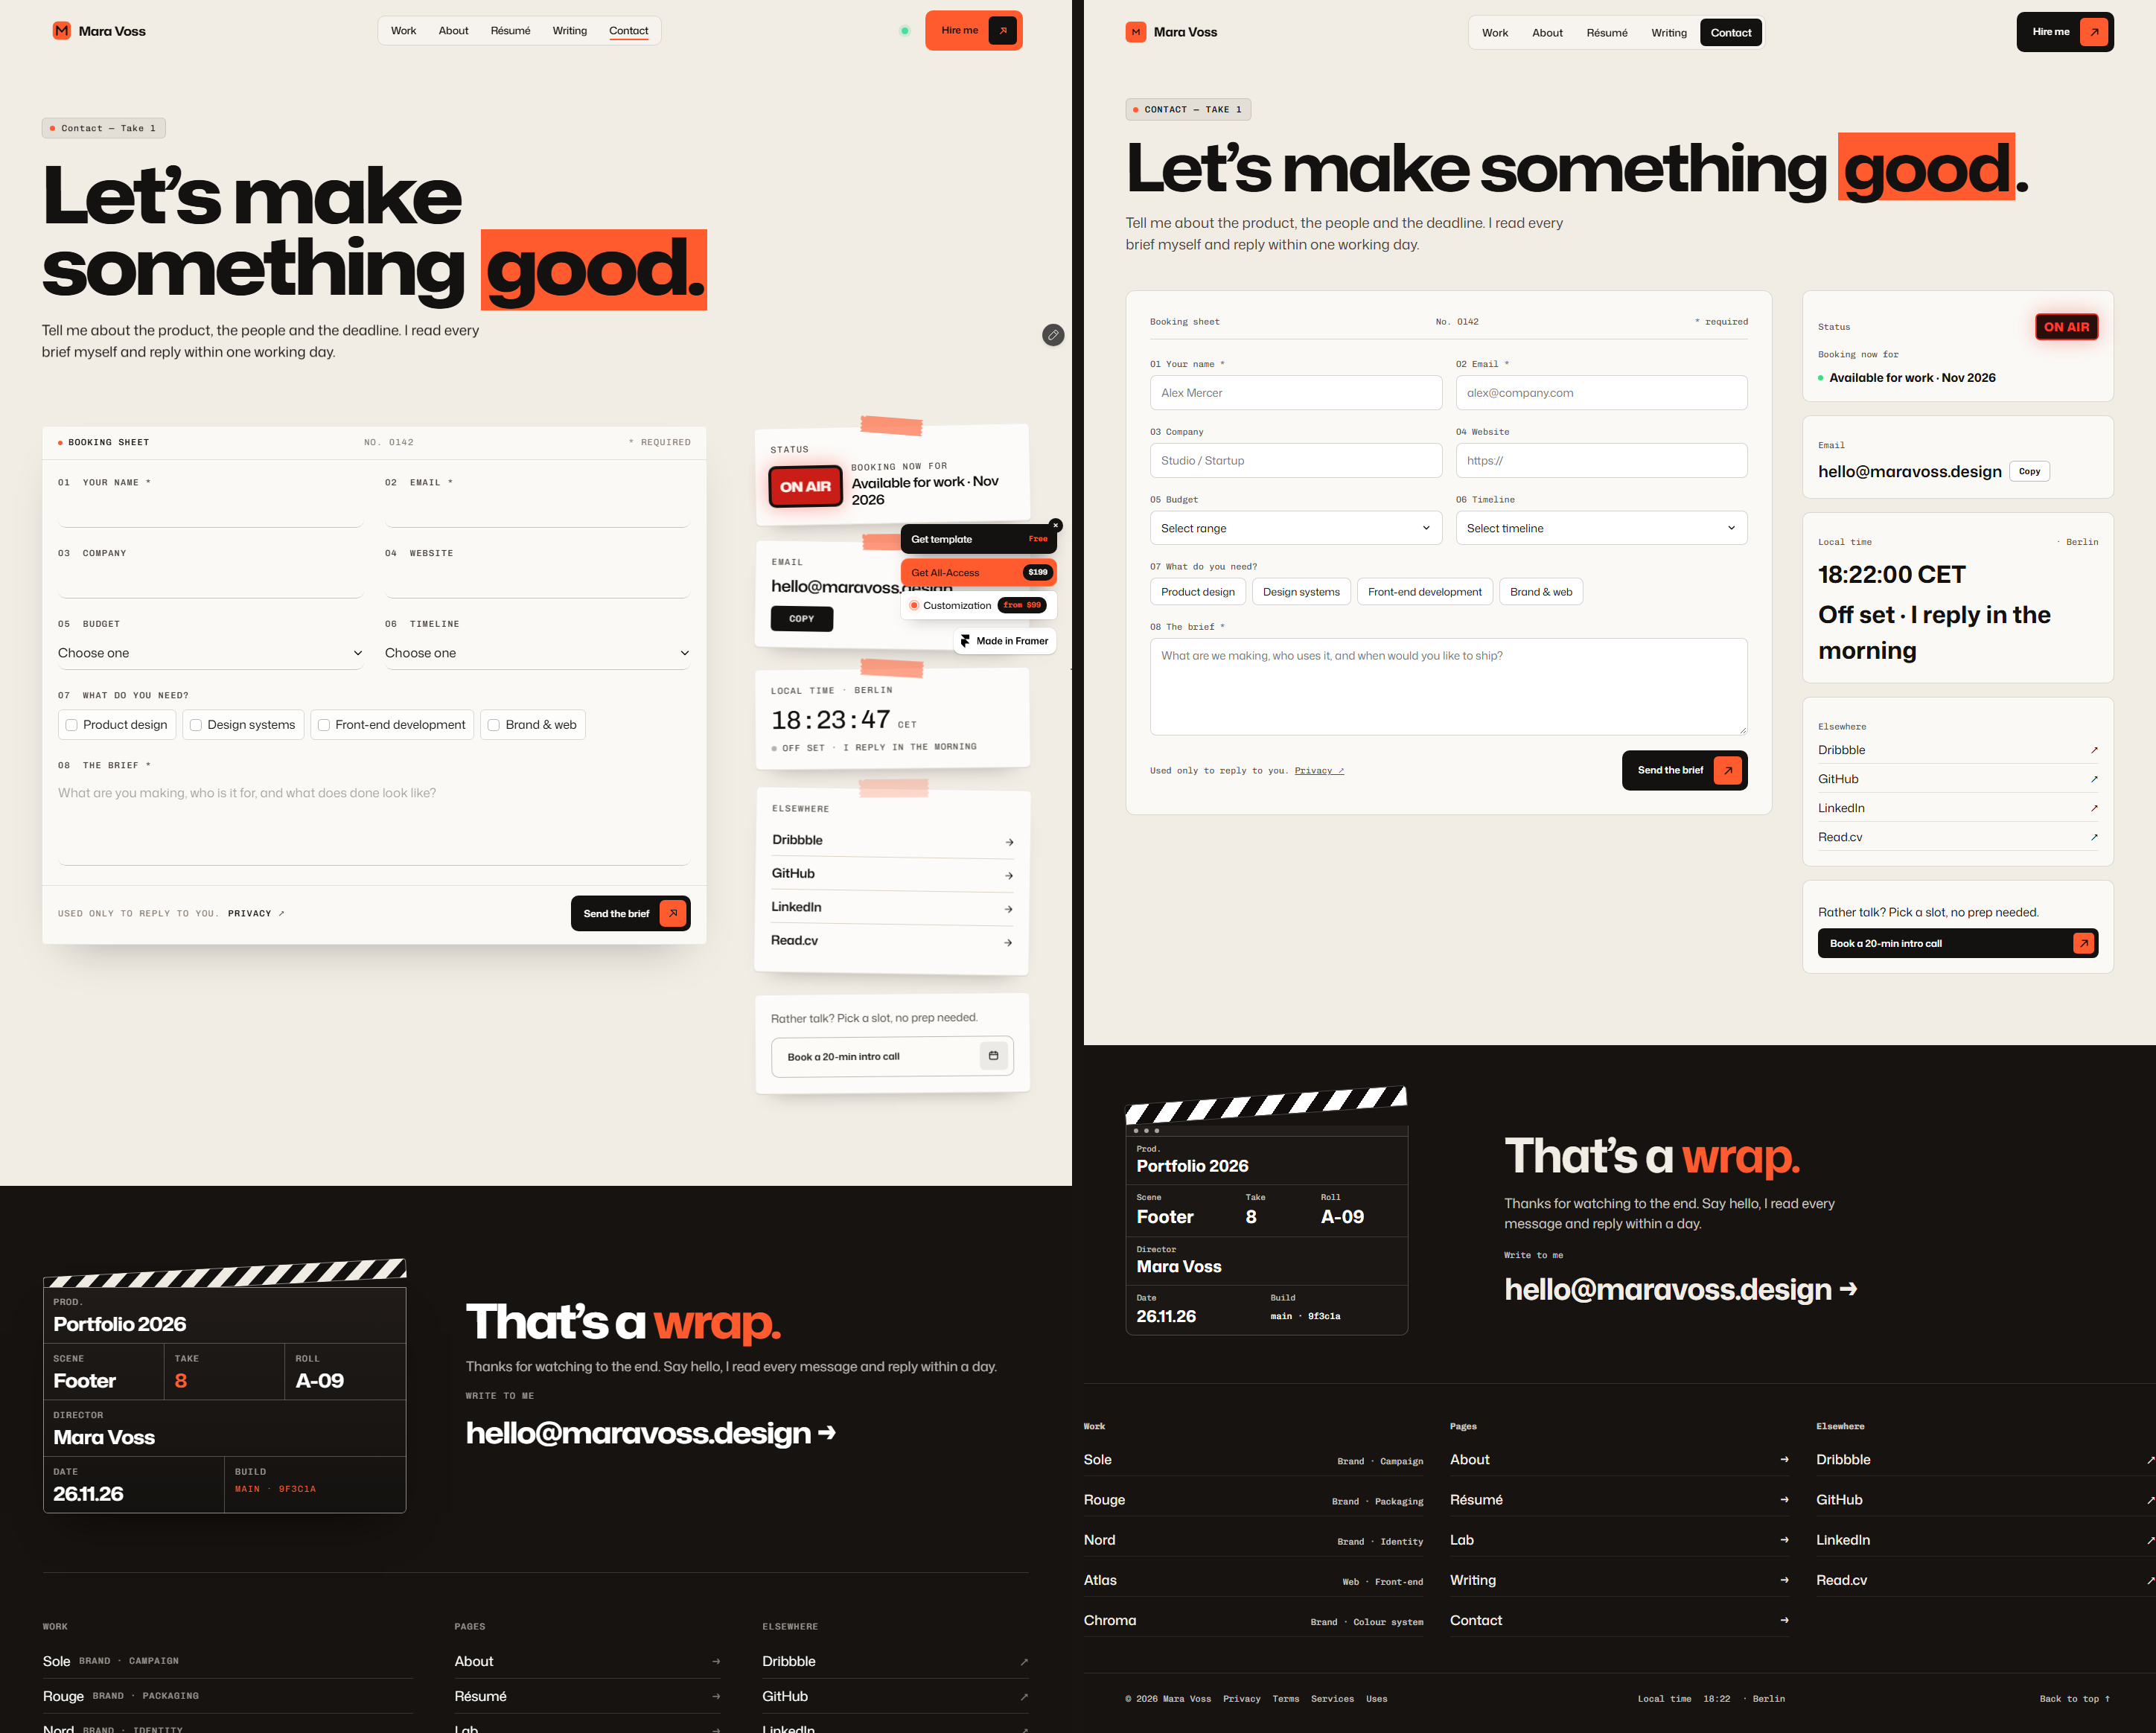 Mara Voss
Work About Résumé Writing Contact
Hire me
Contact — Take 1
Let's make
something good.
Tell me about the product, the people and the deadline. I read every
brief myself and reply within one working day.
BOOKING SHEET NO. 0142 * REQUIRED
01 YOUR NAME * 02 EMAIL *
03 COMPANY 04 WEBSITE
05 BUDGET 06 TIMELINE
Choose one Choose one
07 WHAT DO YOU NEED?
Product design Design systems Front-end development Brand & web
08 THE BRIEF *
What are you making, who is it for, and what does done look like?
USED ONLY TO REPLY TO YOU. PRIVACY ↗
Send the brief
STATUS
ON AIR
BOOKING NOW FOR
Available for work · Nov
2026
EMAIL
hello@maravoss.design
COPY
Get template Free
Get All-Access $199
Customization from $99
Made in Framer
LOCAL TIME · BERLIN
18:23:47 CET
OFF SET · I REPLY IN THE MORNING
ELSEWHERE
Dribbble →
GitHub →
LinkedIn →
Read.cv →
Rather talk? Pick a slot, no prep needed.
Book a 20-min intro call
PROD.
Portfolio 2026
SCENE TAKE ROLL
Footer 8 A-09
DIRECTOR
Mara Voss
DATE BUILD
26.11.26 MAIN · 9F3C1A
That's a wrap.
Thanks for watching to the end. Say hello, I read every message and reply within a day.
WRITE TO ME
hello@maravoss.design →
WORK PAGES ELSEWHERE
Sole BRAND · CAMPAIGN About → Dribbble ↗
Rouge BRAND · PACKAGING Résumé → GitHub ↗
Nord BRAND · IDENTITY Lab LinkedIn
M Mara Voss
Work About Résumé Writing Contact
Hire me
CONTACT — TAKE 1
Let's make something good.
Tell me about the product, the people and the deadline. I read every
brief myself and reply within one working day.
Booking sheet No. 0142 * required
01 Your name * 02 Email *
Alex Mercer alex@company.com
03 Company 04 Website
Studio / Startup https://
05 Budget 06 Timeline
Select range Select timeline
07 What do you need?
Product design Design systems Front-end development Brand & web
08 The brief *
What are we making, who uses it, and when would you like to ship?
Used only to reply to you. Privacy ↗
Send the brief
Status ON AIR
Booking now for
Available for work · Nov 2026
Email
hello@maravoss.design Copy
Local time · Berlin
18:22:00 CET
Off set · I reply in the
morning
Elsewhere
Dribbble ↗
GitHub ↗
LinkedIn ↗
Read.cv ↗
Rather talk? Pick a slot, no prep needed.
Book a 20-min intro call
Prod.
Portfolio 2026
Scene Take Roll
Footer 8 A-09
Director
Mara Voss
Date Build
26.11.26 main · 9f3c1a
That's a wrap.
Thanks for watching to the end. Say hello, I read every
message and reply within a day.
Write to me
hello@maravoss.design →
Work Pages Elsewhere
Sole Brand · Campaign About → Dribbble ↗
Rouge Brand · Packaging Résumé → GitHub ↗
Nord Brand · Identity Lab → LinkedIn ↗
Atlas Web · Front-end Writing → Read.cv ↗
Chroma Brand · Colour system Contact →
© 2026 Mara Voss Privacy Terms Services Uses Local time 18:22 · Berlin Back to top ↑